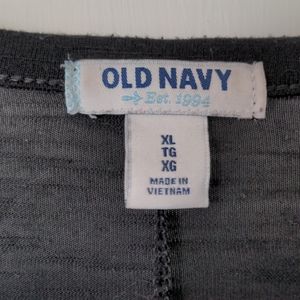 OLD NAVY
Est. 1994
XL
TG
XG
MADE IN
VIETNAM